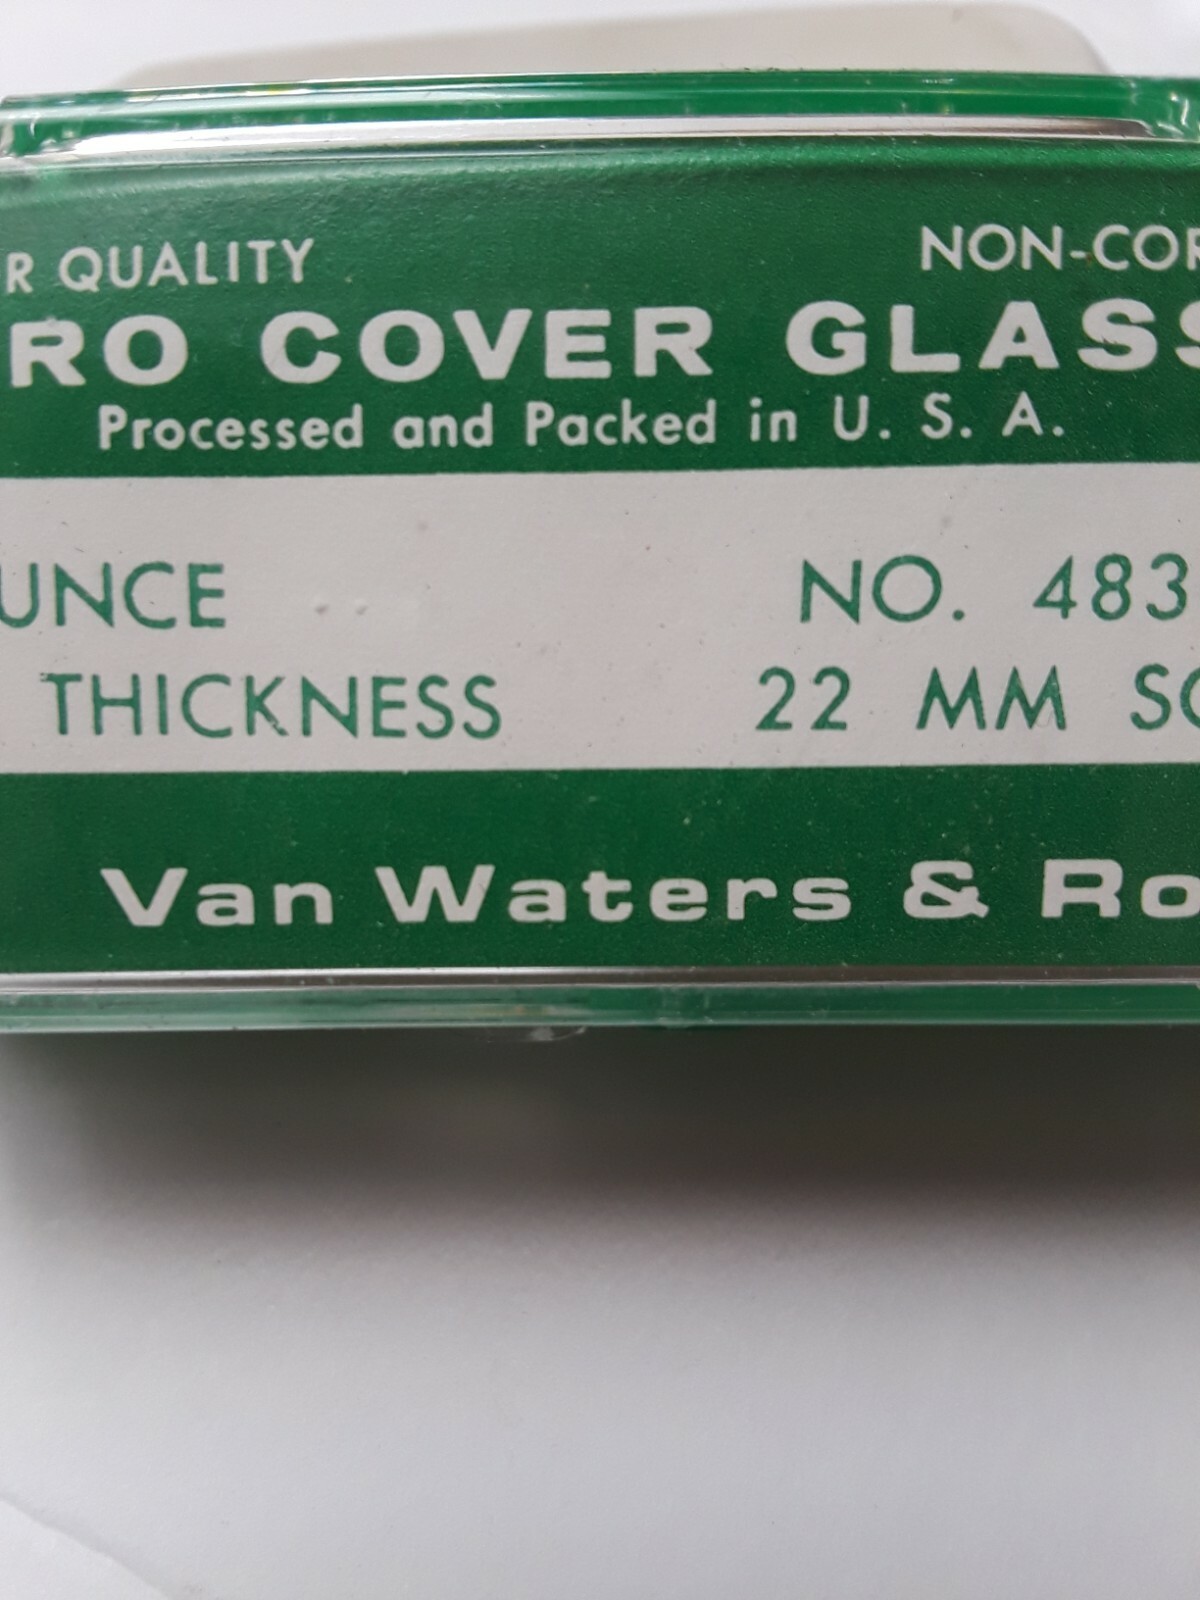 R QUALITY NON-COR
RO COVER GLASS
Processed and Packed in U. S. A.
UNCE NO. 483
THICKNESS 22 MM SQ
Van Waters & Ro